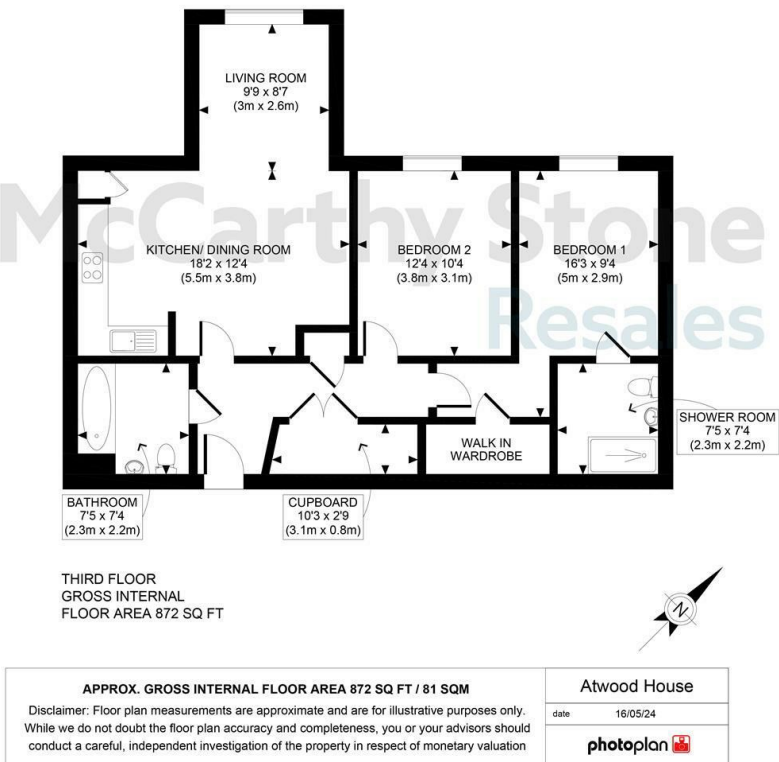 LIVING ROOM
9'9 x 8'7
(3m x 2.6m)
McCarthy Stone
Resales
KITCHEN/ DINING ROOM
18'2 x 12'4
(5.5m x 3.8m)
BEDROOM 2
12'4 x 10'4
(3.8m x 3.1m)
BEDROOM 1
16'3 x 9'4
(5m x 2.9m)
SHOWER ROOM
7'5 x 7'4
(2.3m x 2.2m)
WALK IN
WARDROBE
BATHROOM
7'5 x 7'4
(2.3m x 2.2m)
CUPBOARD
10'3 x 2'9
(3.1m x 0.8m)
THIRD FLOOR
GROSS INTERNAL
FLOOR AREA 872 SQ FT
N
APPROX. GROSS INTERNAL FLOOR AREA 872 SQ FT / 81 SQM
Disclaimer: Floor plan measurements are approximate and are for illustrative purposes only.
While we do not doubt the floor plan accuracy and completeness, you or your advisors should
conduct a careful, independent investigation of the property in respect of monetary valuation
Atwood House
date 16/05/24
photoplan